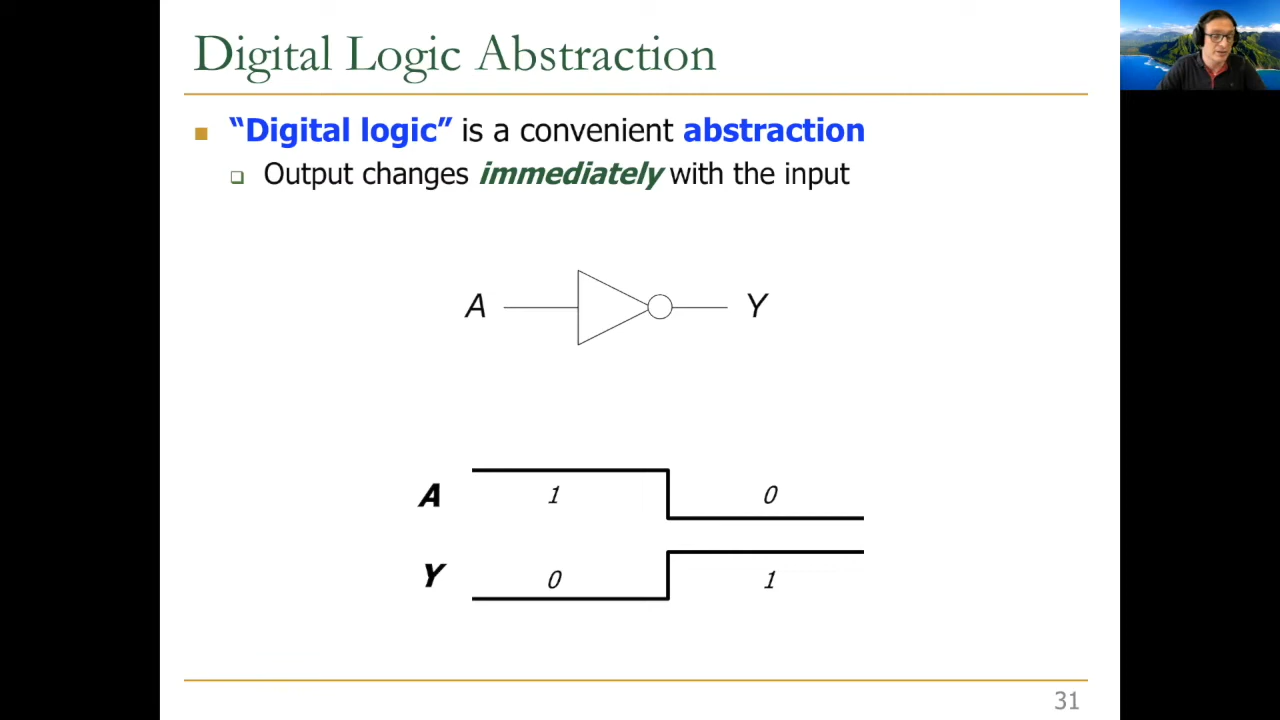 Digital Logic Abstraction
“Digital logic” is a convenient abstraction
Output changes immediately with the input
A Y
A 1 0
Y 0 1
31